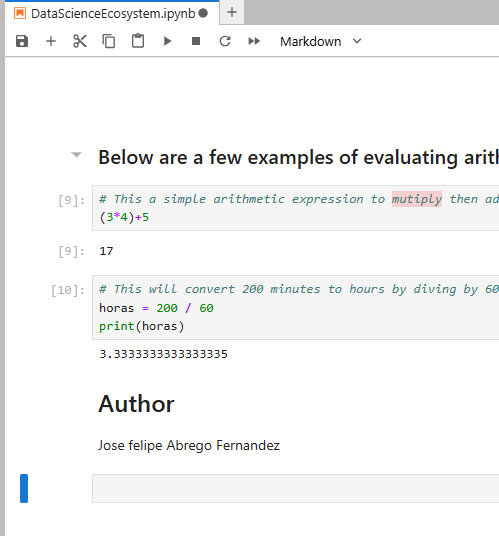 DataScienceEcosystem.ipynb
Markdown
Below are a few examples of evaluating
[9]: # This a simple arithmetic expression to mutiply then
(3*4)+5
[9]: 17
[10]: # This will convert 200 minutes to hours by diving by 60
horas = 200 / 60
print(horas)
3.3333333333333335
Author
Jose felipe Abrego Fernandez